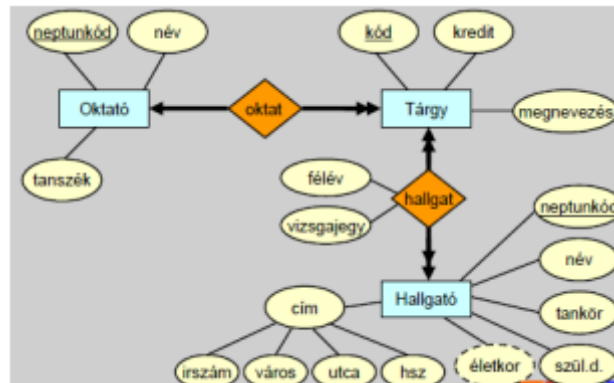 neptunkód
név
kód
kredit
Oktató
oktat
Tárgy
megnevezés
tanszék
félév
vizsgajegy
hallgat
neptunkód
név
cím
Hallgató
tankör
irszám
város
utca
hsz
életkor
szül.d.